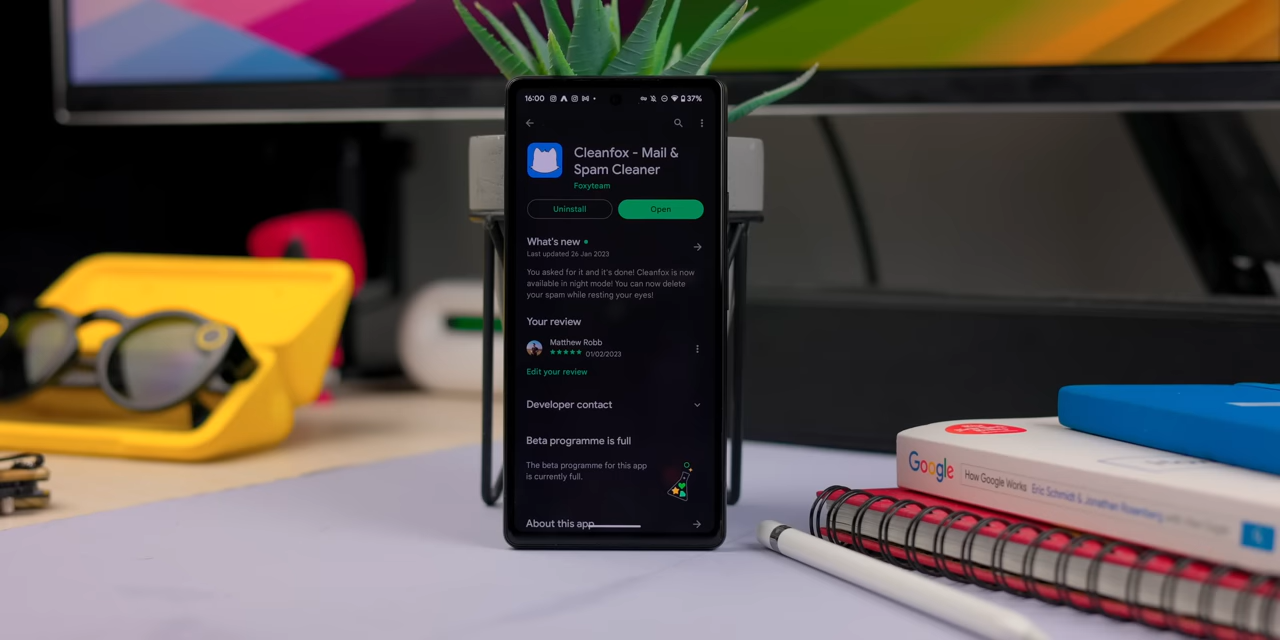 16:00
37%
Cleanfox - Mail &
Spam Cleaner
Foxyteam
Uninstall
Open
What's new
Last updated 26 Jan 2023
You asked for it and it's done! Cleanfox is now
available in night mode! You can now delete
your spam while resting your eyes!
Your review
Matthew Robb
01/02/2023
Edit your review
Developer contact
Beta programme is full
The beta programme for this app
is currently full.
About this app
Google
How Google Works
Eric Schmidt & Jonathan Rosenberg